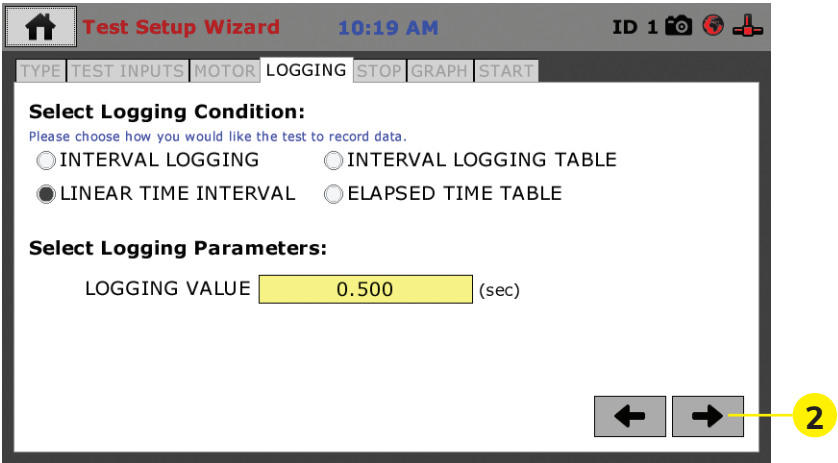 Test Setup Wizard 10:19 AM ID 1
TYPE TEST INPUTS MOTOR LOGGING STOP GRAPH START
Select Logging Condition:
Please choose how you would like the test to record data.
INTERVAL LOGGING INTERVAL LOGGING TABLE
LINEAR TIME INTERVAL ELAPSED TIME TABLE
Select Logging Parameters:
LOGGING VALUE 0.500 (sec)
2